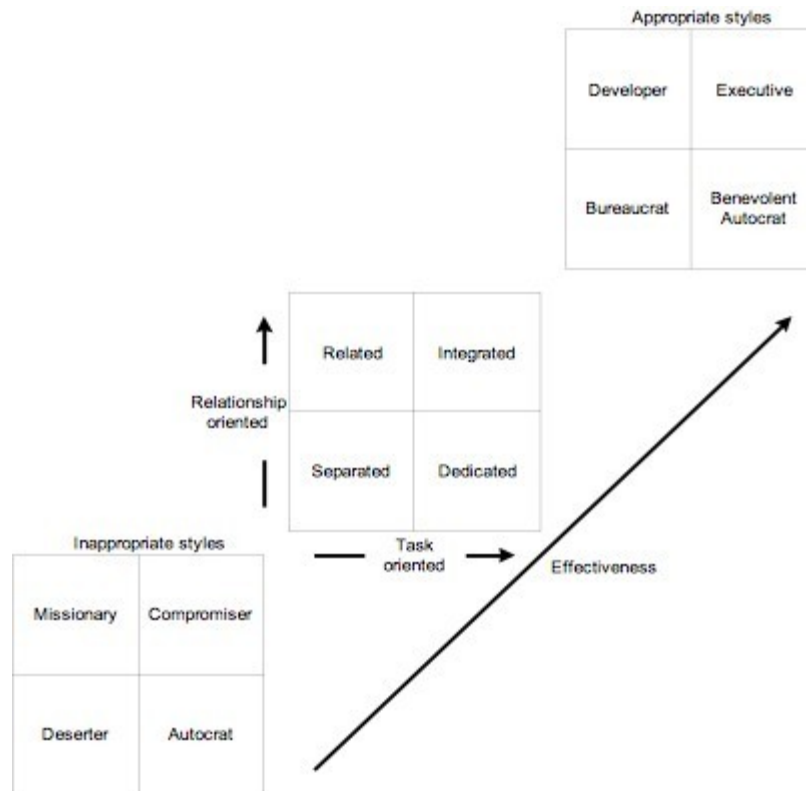 Appropriate styles
Developer
Executive
Bureaucrat
Benevolent
Autocrat
Related
Integrated
Relationship
oriented
Separated
Dedicated
Inappropriate styles
Task
oriented
Effectiveness
Missionary
Compromiser
Deserter
Autocrat